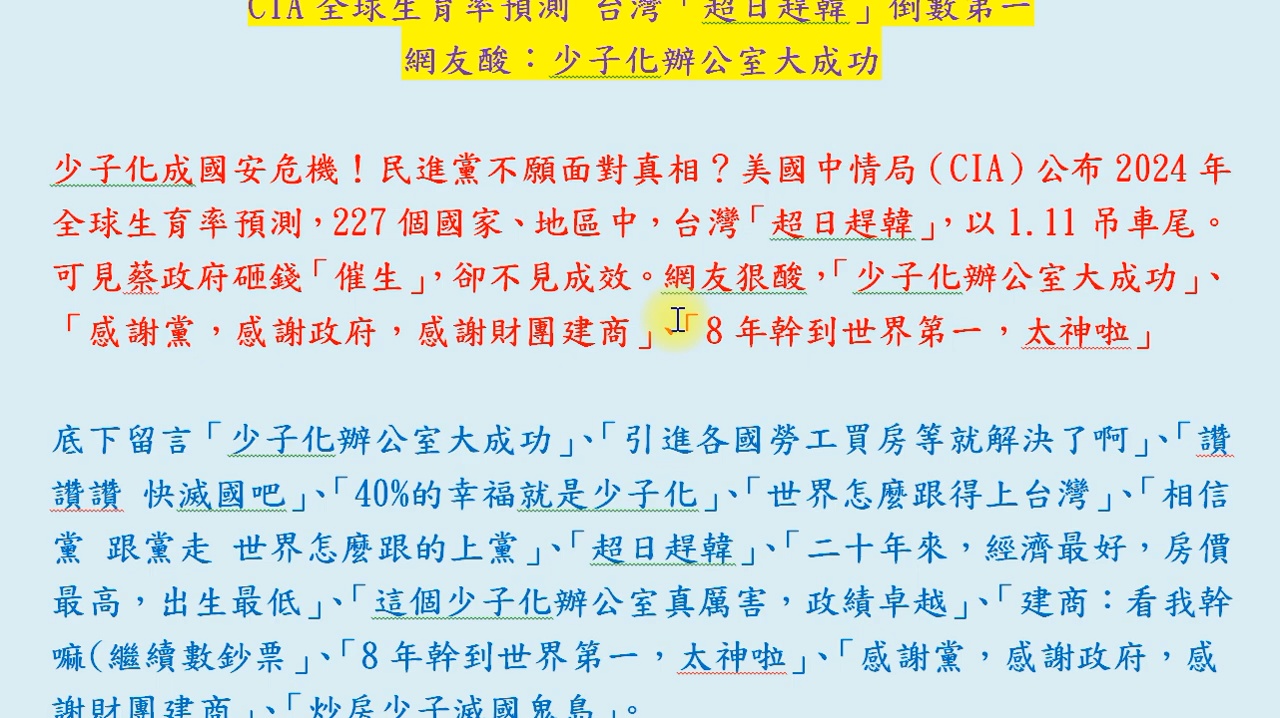 CIA 全球生育率預測 台灣「超日趕韓」倒數第一
網友酸：少子化辦公室大成功
少子化成國安危機！民進黨不願面對真相？美國中情局（CIA）公布 2024 年
全球生育率預測，227 個國家、地區中，台灣「超日趕韓」，以 1.11 吊車尾。
可見蔡政府砸錢「催生」，卻不見成效。網友狠酸，「少子化辦公室大成功」、
「感謝黨，感謝政府，感謝財團建商」、「8 年幹到世界第一，太神啦」
底下留言「少子化辦公室大成功」、「引進各國勞工買房等就解決了啊」、「讚
讚讚 快滅國吧」、「40%的幸福就是少子化」、「世界怎麼跟得上台灣」、「相信
黨 跟黨走 世界怎麼跟的上黨」、「超日趕韓」、「二十年來，經濟最好，房價
最高，出生最低」、「這個少子化辦公室真厲害，政績卓越」、「建商：看我幹
嘛(繼續數鈔票」、「8 年幹到世界第一，太神啦」、「感謝黨，感謝政府，感
謝財團建商」、「炒房少子滅國鬼島」。